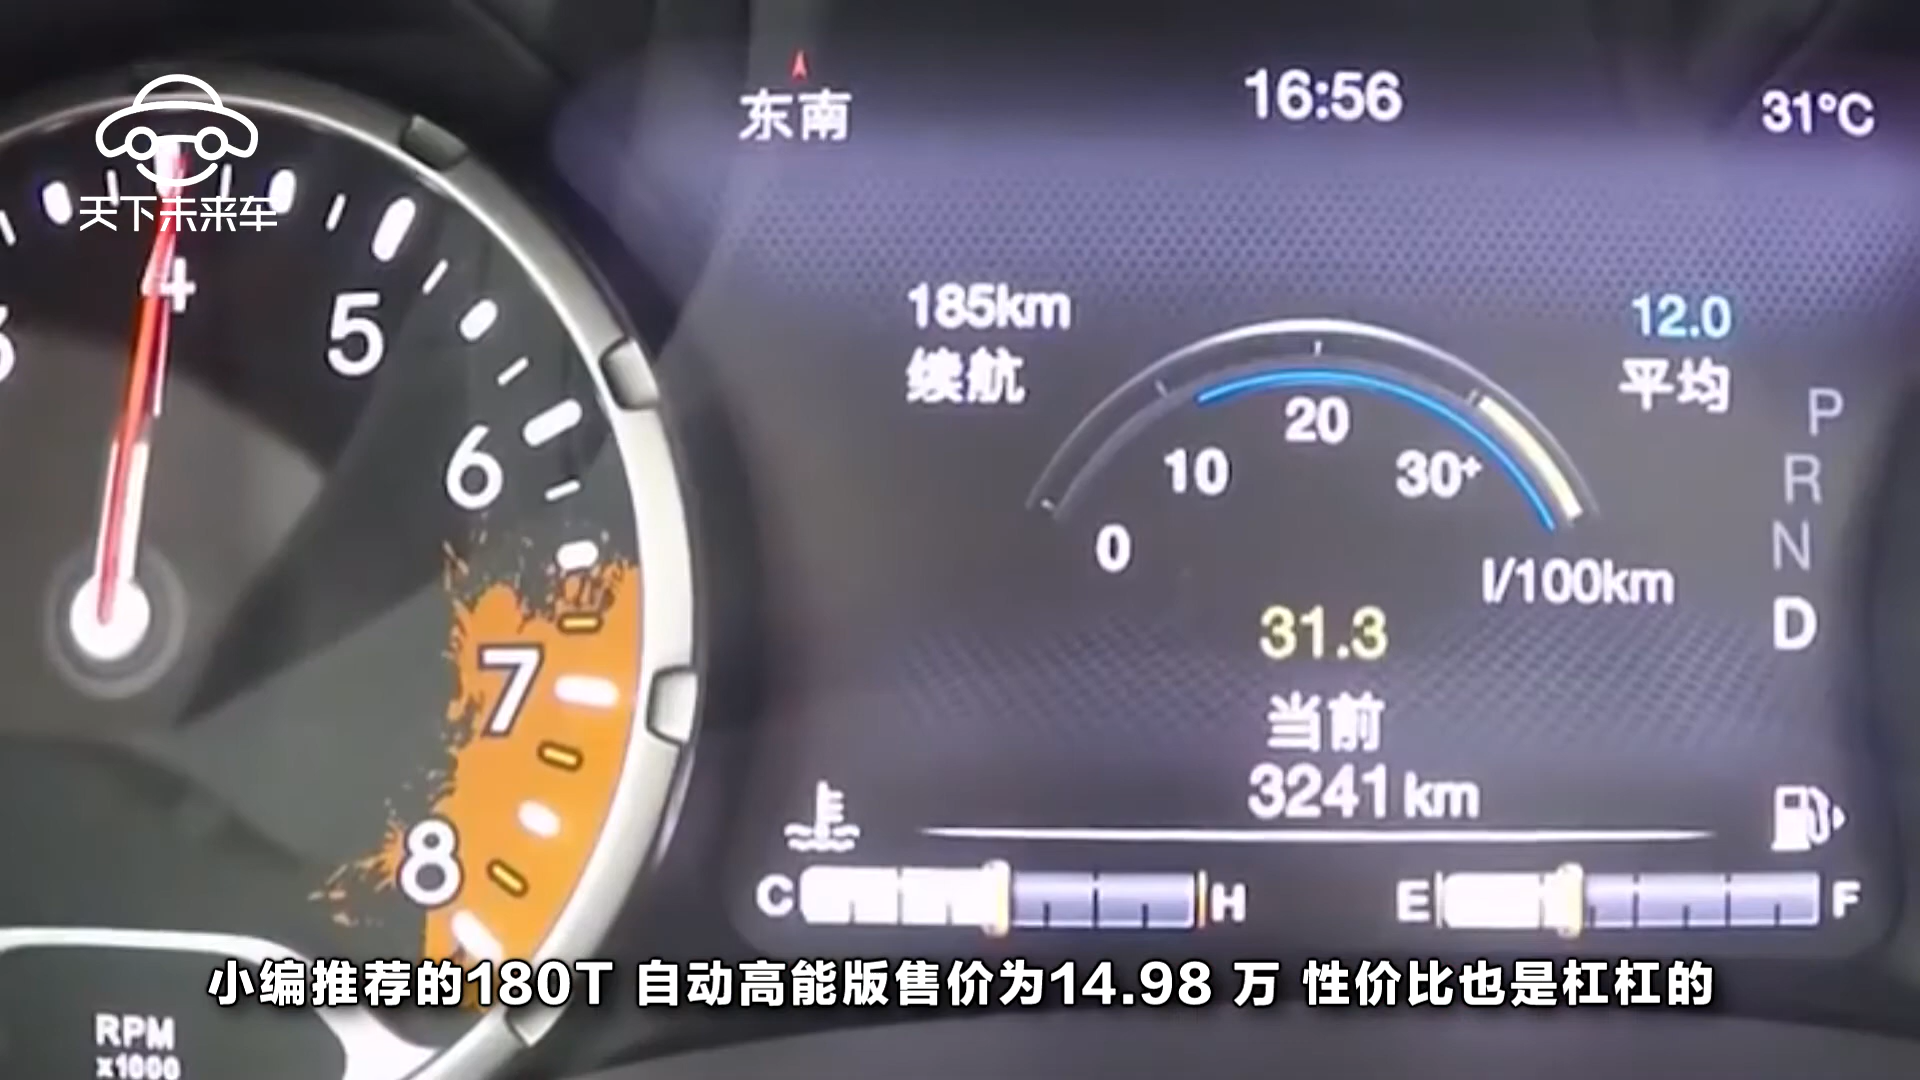 天下未来车
东南
16:56
31°C
4
5
6
7
8
RPM
x1000
185km
续航
12.0
平均
0
10
20
30+
l/100km
31.3
当前
3241 km
P
R
N
D
C
H
E
F
小编推荐的180T 自动高能版售价为14.98 万 性价比也是杠杠的